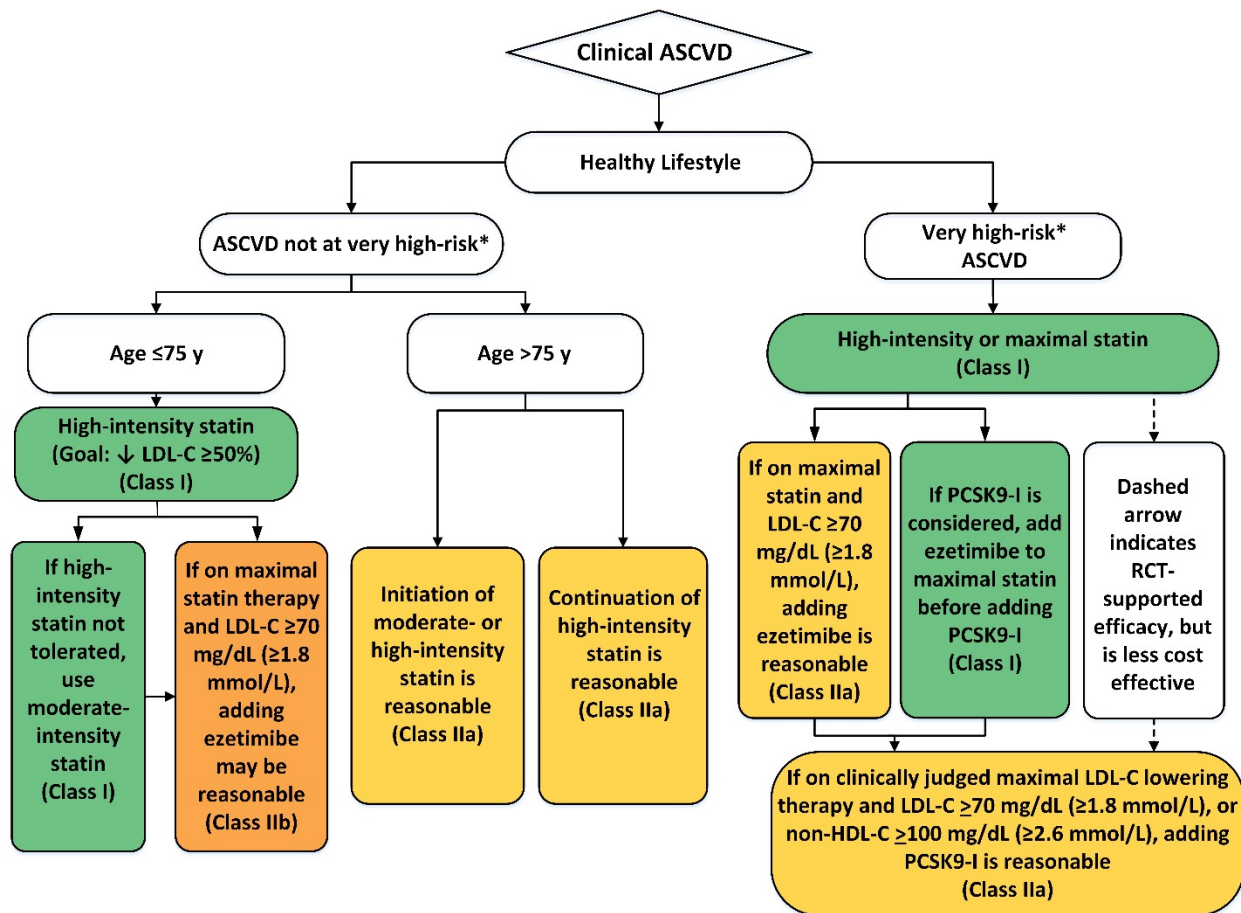 Clinical ASCVD
Healthy Lifestyle
ASCVD not at very high-risk*
Very high-risk*
ASCVD
Age ≤75 y
Age >75 y
High-intensity or maximal statin
(Class I)
High-intensity statin
(Goal: ↓ LDL-C ≥50%)
(Class I)
If high-
intensity
statin not
tolerated,
use
moderate-
intensity
statin
(Class I)
If on maximal
statin therapy
and LDL-C ≥70
mg/dL (≥1.8
mmol/L),
adding
ezetimibe
may be
reasonable
(Class IIb)
Initiation of
moderate- or
high-intensity
statin is
reasonable
(Class IIa)
Continuation of
high-intensity
statin is
reasonable
(Class IIa)
If on maximal
statin and
LDL-C ≥70
mg/dL (≥1.8
mmol/L),
adding
ezetimibe is
reasonable
(Class IIa)
If PCSK9-I is
considered, add
ezetimibe to
maximal statin
before adding
PCSK9-I
(Class I)
Dashed
arrow
indicates
RCT-
supported
efficacy, but
is less cost
effective
If on clinically judged maximal LDL-C lowering
therapy and LDL-C ≥70 mg/dL (≥1.8 mmol/L), or
non-HDL-C ≥100 mg/dL (≥2.6 mmol/L), adding
PCSK9-I is reasonable
(Class IIa)